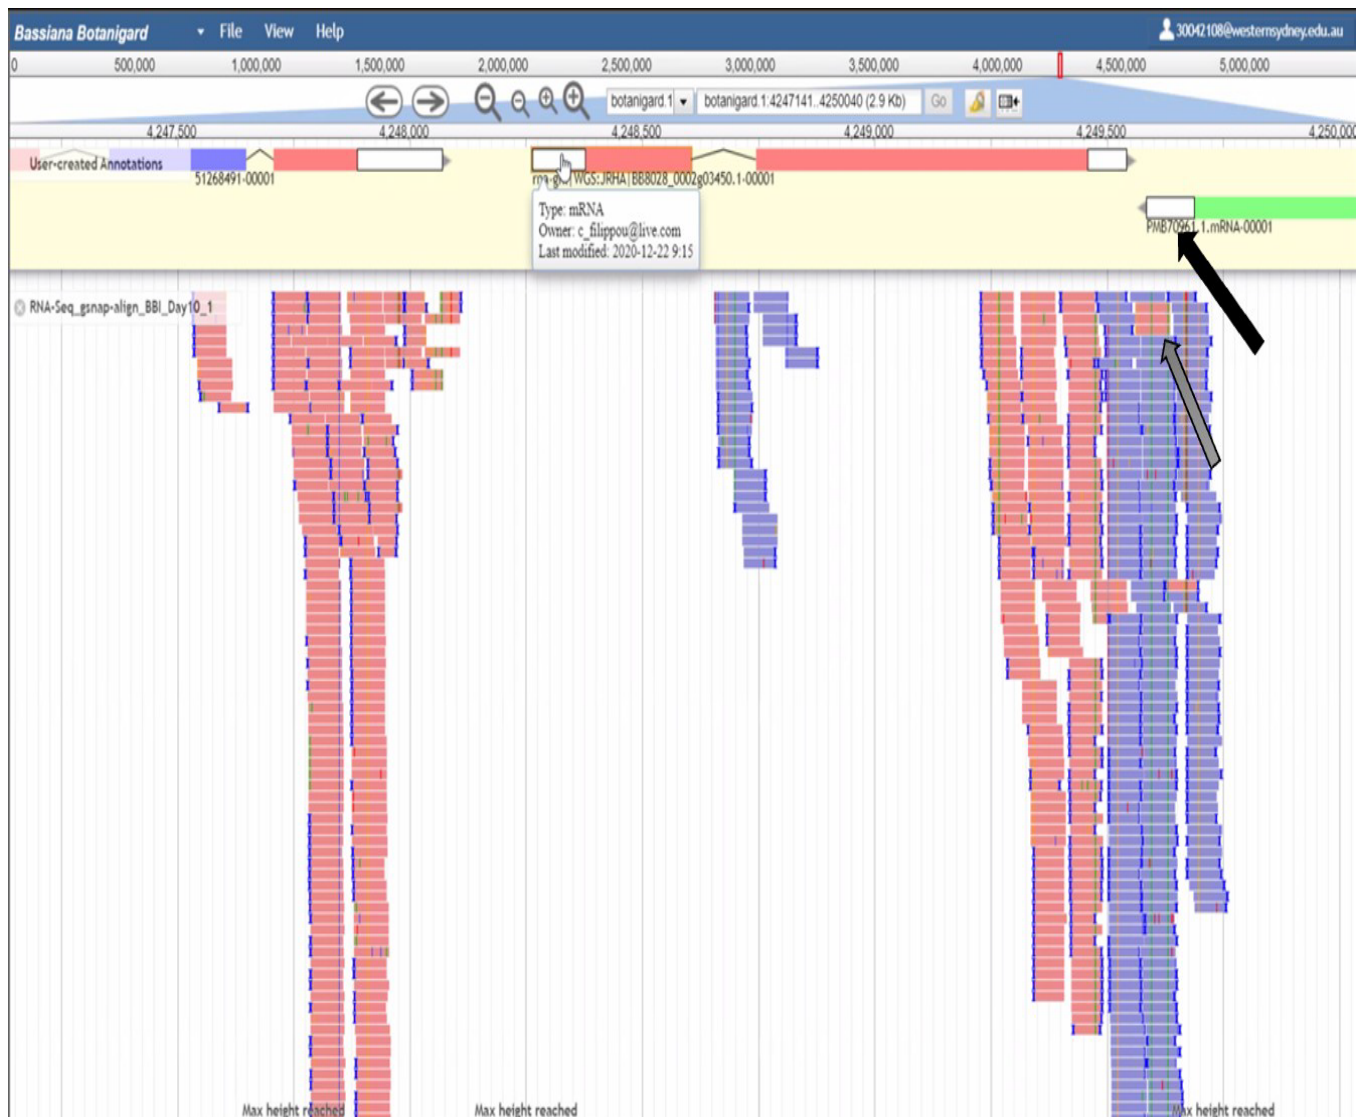 Bassiana Botanigard File View Help 30042108@westernsydney.edu.au
0 500,000 1,000,000 1,500,000 2,000,000 2,500,000 3,000,000 3,500,000 4,000,000 4,500,000 5,000,000
botanigard.1 botanigard.1:4247141..4250040 (2.9 Kb) Go
4,247,500 4,248,000 4,248,500 4,249,000 4,249,500 4,250,000
User-created Annotations
51268491-00001 WGS:JRHA|BB8028_0002g03450.1-00001
Type: mRNA
Owner: c_filippou@live.com
Last modified: 2020-12-22 9:15
PMB70961.1.mRNA-00001
RNA-Seq_gsnap-align_BBI_Day10_1
Max height reached Max height reached Max height reached